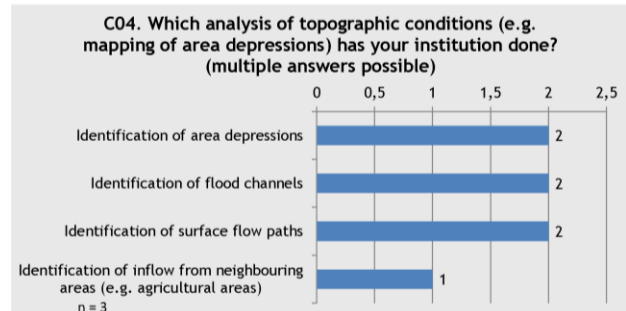 C04. Which analysis of topographic conditions (e.g.
mapping of area depressions) has your institution done?
(multiple answers possible)
0 0,5 1 1,5 2 2,5
Identification of area depressions 2
Identification of flood channels 2
Identification of surface flow paths 2
Identification of inflow from neighbouring
areas (e.g. agricultural areas) 1
n = 3